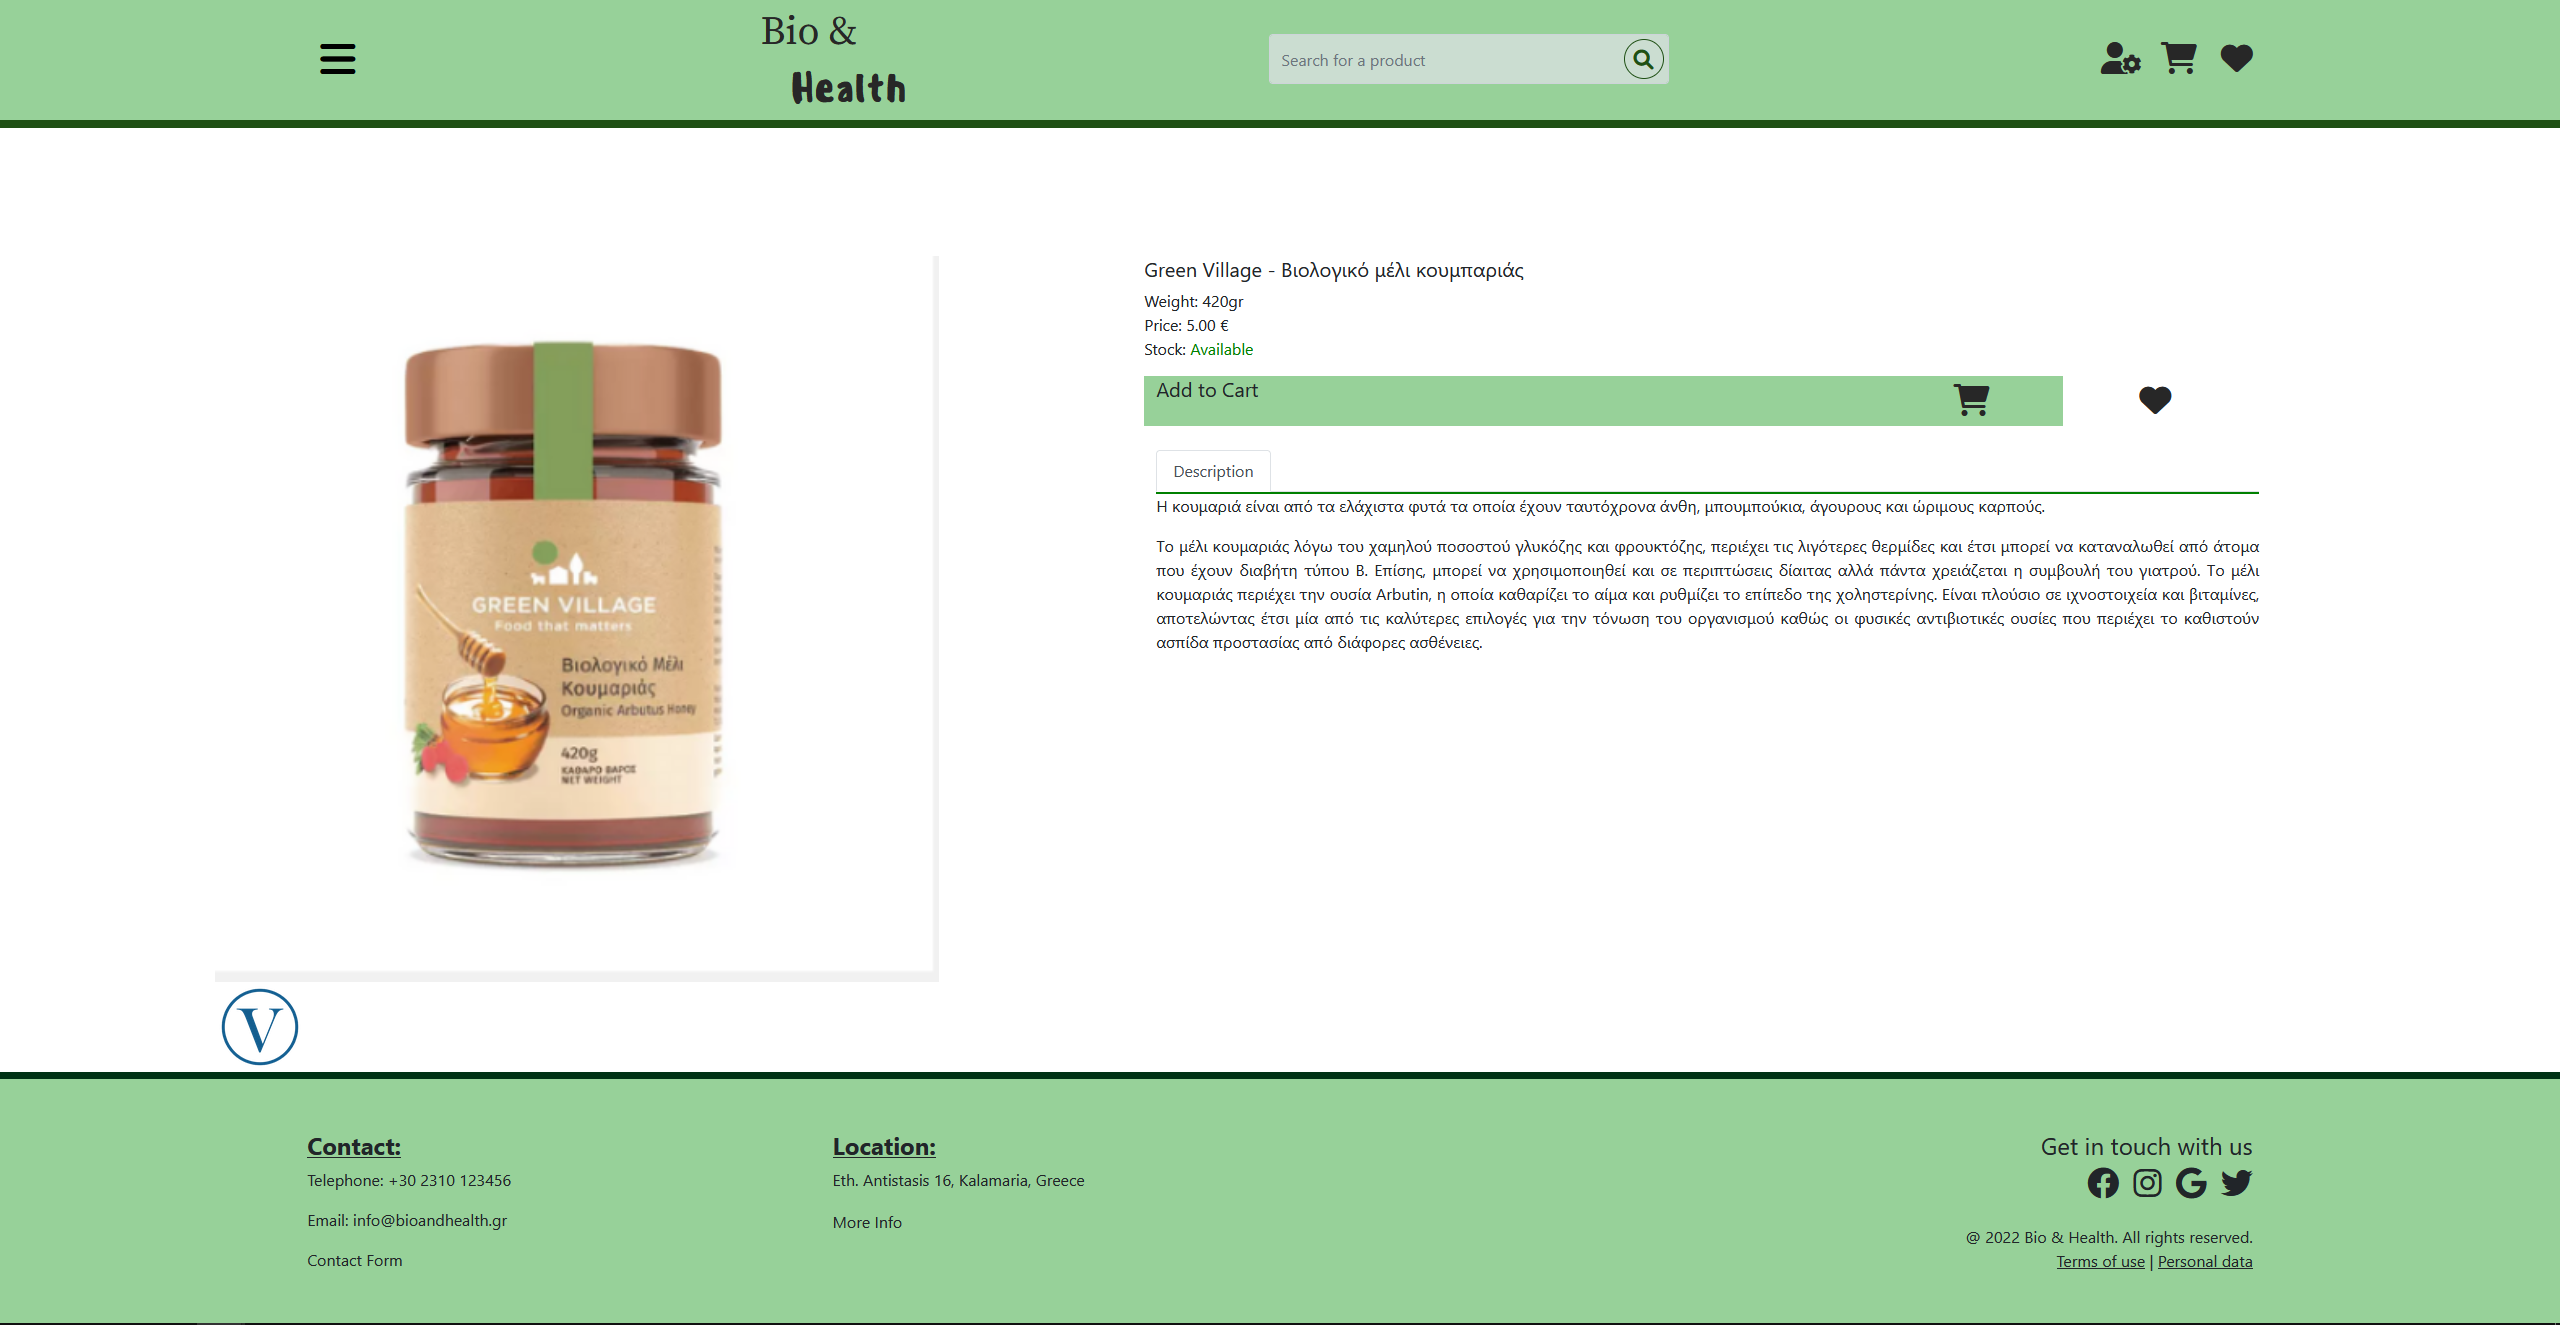 Bio &
Health
Search for a product
Green Village - Βιολογικό μέλι κουμπαριάς
Weight: 420gr
Price: 5.00 €
Stock: Available
Add to Cart
Description
Η κουμαριά είναι από τα ελάχιστα φυτά τα οποία έχουν ταυτόχρονα άνθη, μπουμπούκια, άγουρους και ώριμους καρπούς.
Το μέλι κουμαριάς λόγω του χαμηλού ποσοστού γλυκόζης και φρουκτόζης, περιέχει τις λιγότερες θερμίδες και έτσι μπορεί να καταναλωθεί από άτομα
που έχουν διαβήτη τύπου Β. Επίσης, μπορεί να χρησιμοποιηθεί και σε περιπτώσεις δίαιτας αλλά πάντα χρειάζεται η συμβουλή του γιατρού. Το μέλι
κουμαριάς περιέχει την ουσία Arbutin, η οποία καθαρίζει το αίμα και ρυθμίζει το επίπεδο της χοληστερίνης. Είναι πλούσιο σε ιχνοστοιχεία και βιταμίνες,
αποτελώντας έτσι μία από τις καλύτερες επιλογές για την τόνωση του οργανισμού καθώς οι φυσικές αντιβιοτικές ουσίες που περιέχει το καθιστούν
ασπίδα προστασίας από διάφορες ασθένειες.
GREEN VILLAGE
Food that matters
Βιολογικό Μέλι
Κουμαριάς
Organic Arbutus Honey
420g
ΚΑΘΑΡΟ ΒΑΡΟΣ
NET WEIGHT
V
Contact:
Telephone: +30 2310 123456
Email: info@bioandhealth.gr
Contact Form
Location:
Eth. Antistasis 16, Kalamaria, Greece
More Info
Get in touch with us
@ 2022 Bio & Health. All rights reserved.
Terms of use | Personal data